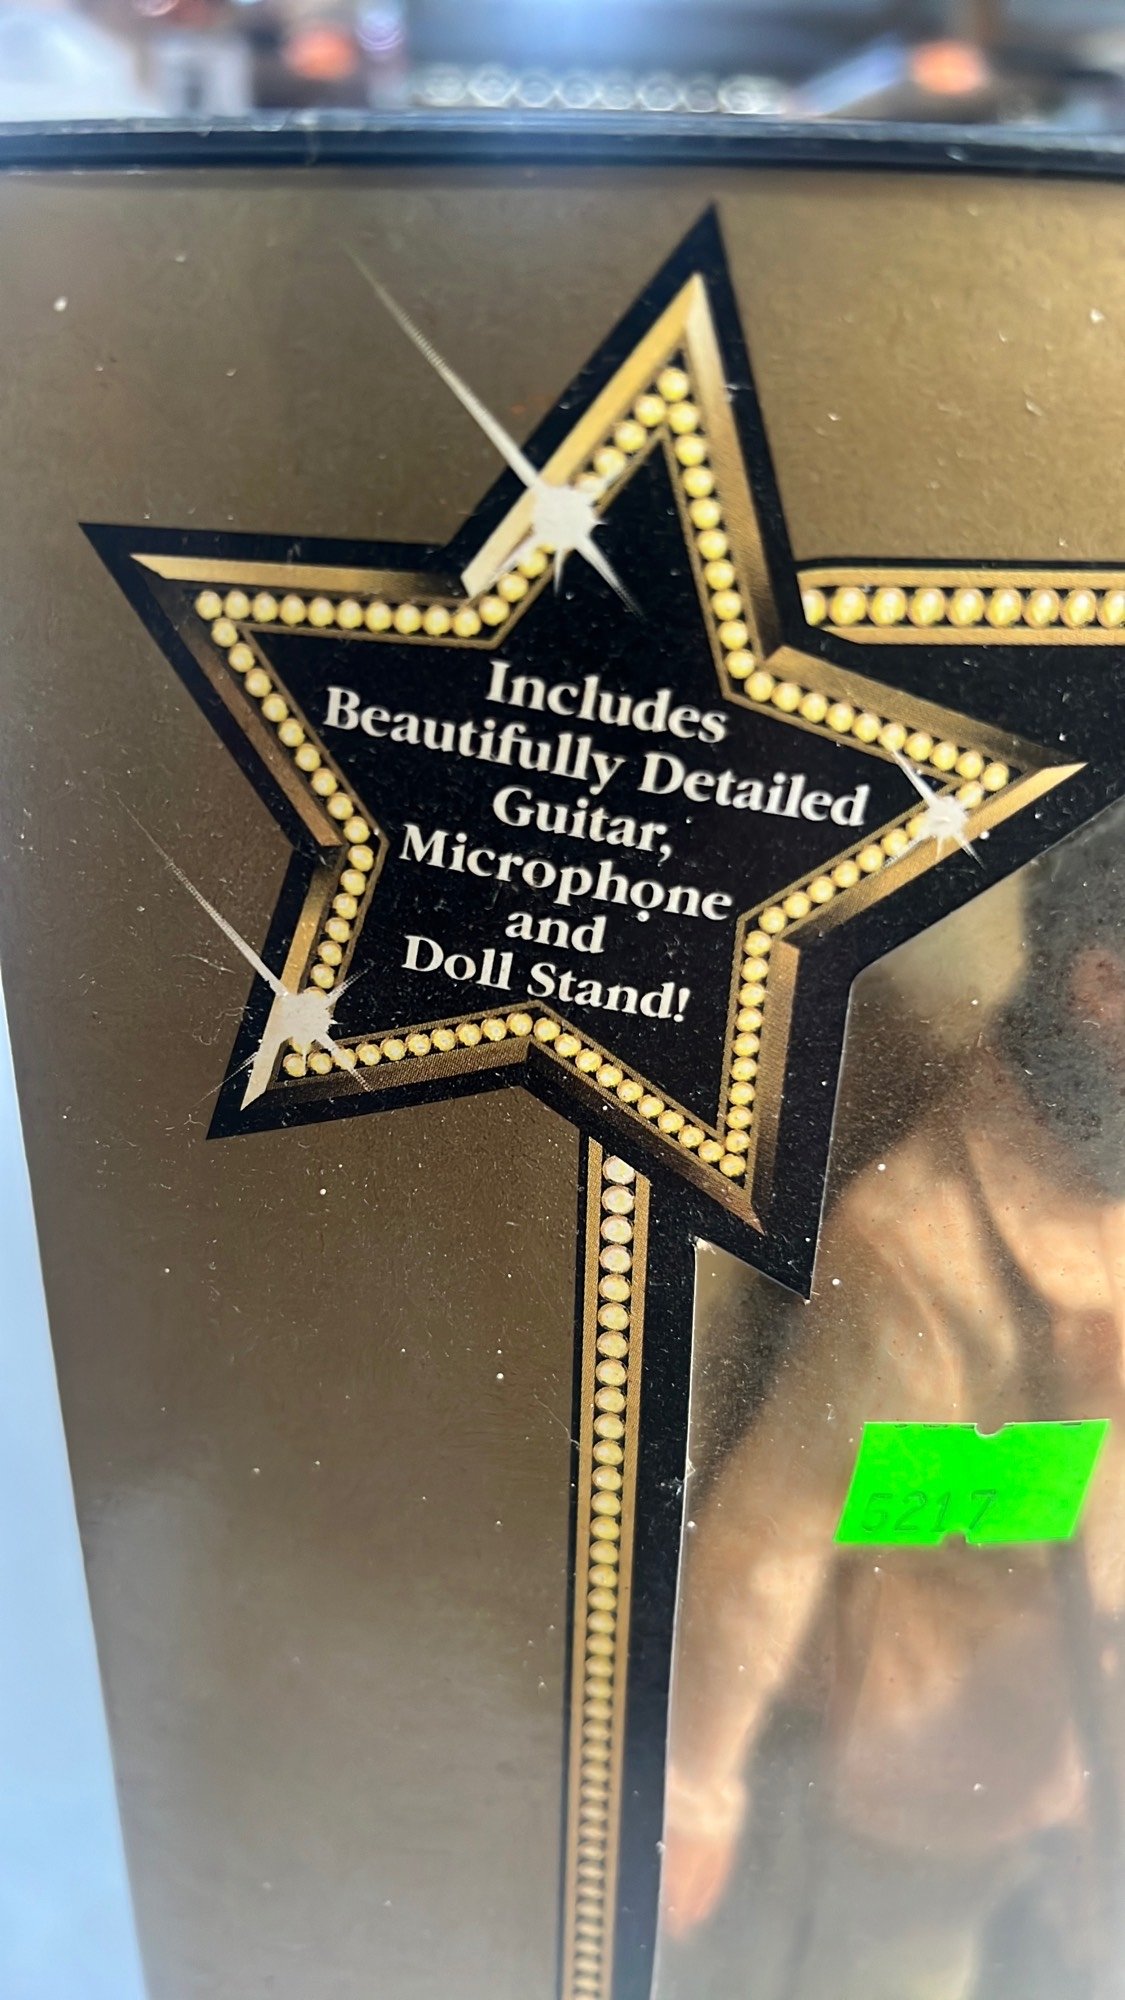 Includes
Beautifully Detailed
Guitar,
Microphone
and
Doll Stand!
5217